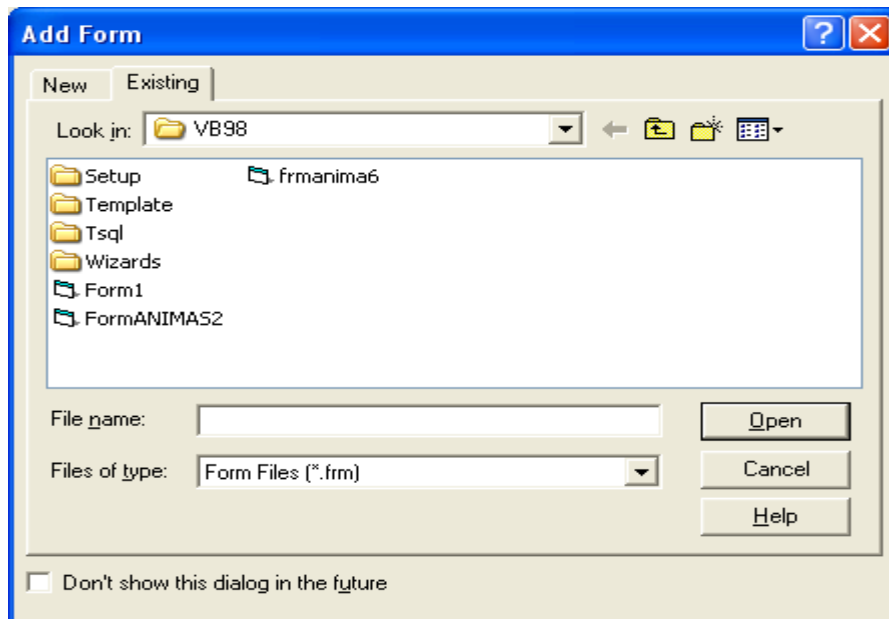 Add Form
New Existing
Look in: VB98
Setup frmanima6
Template
Tsql
Wizards
Form1
FormANIMAS2
File name: Open
Files of type: Form Files (*.frm) Cancel
Help
Don't show this dialog in the future